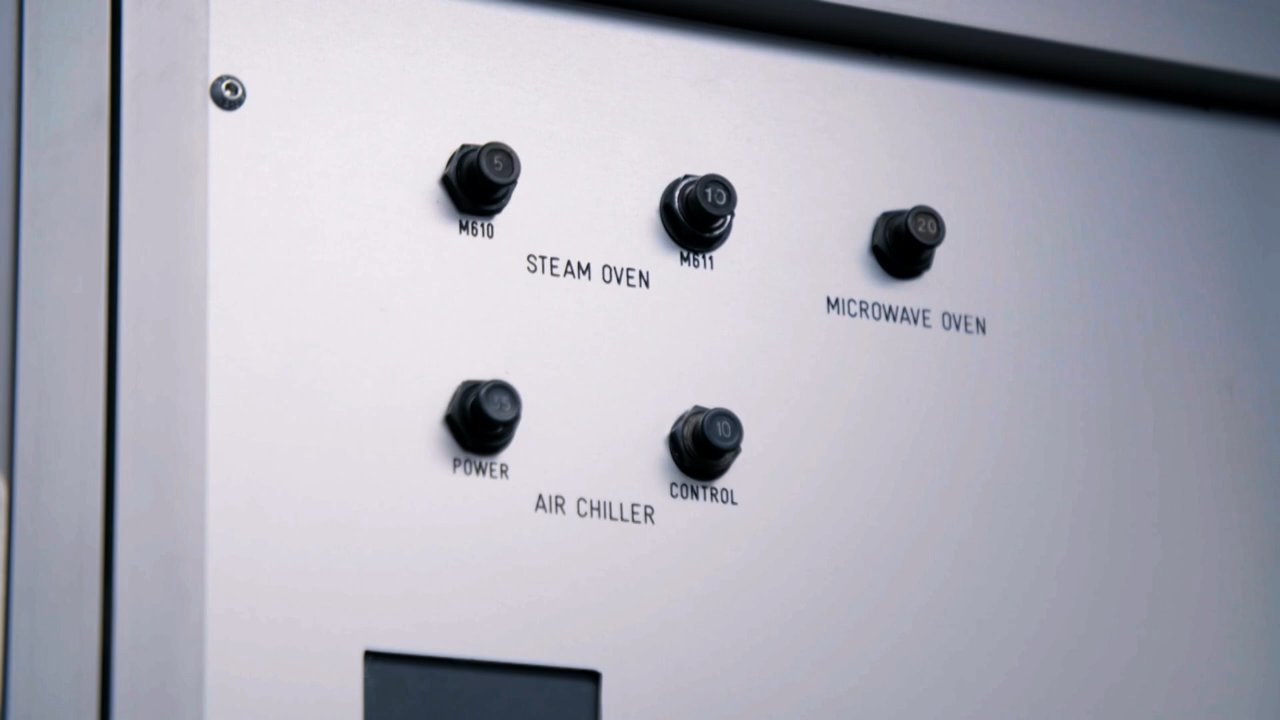 5
10
20
M610
M611
STEAM OVEN
MICROWAVE OVEN
10
POWER
CONTROL
AIR CHILLER